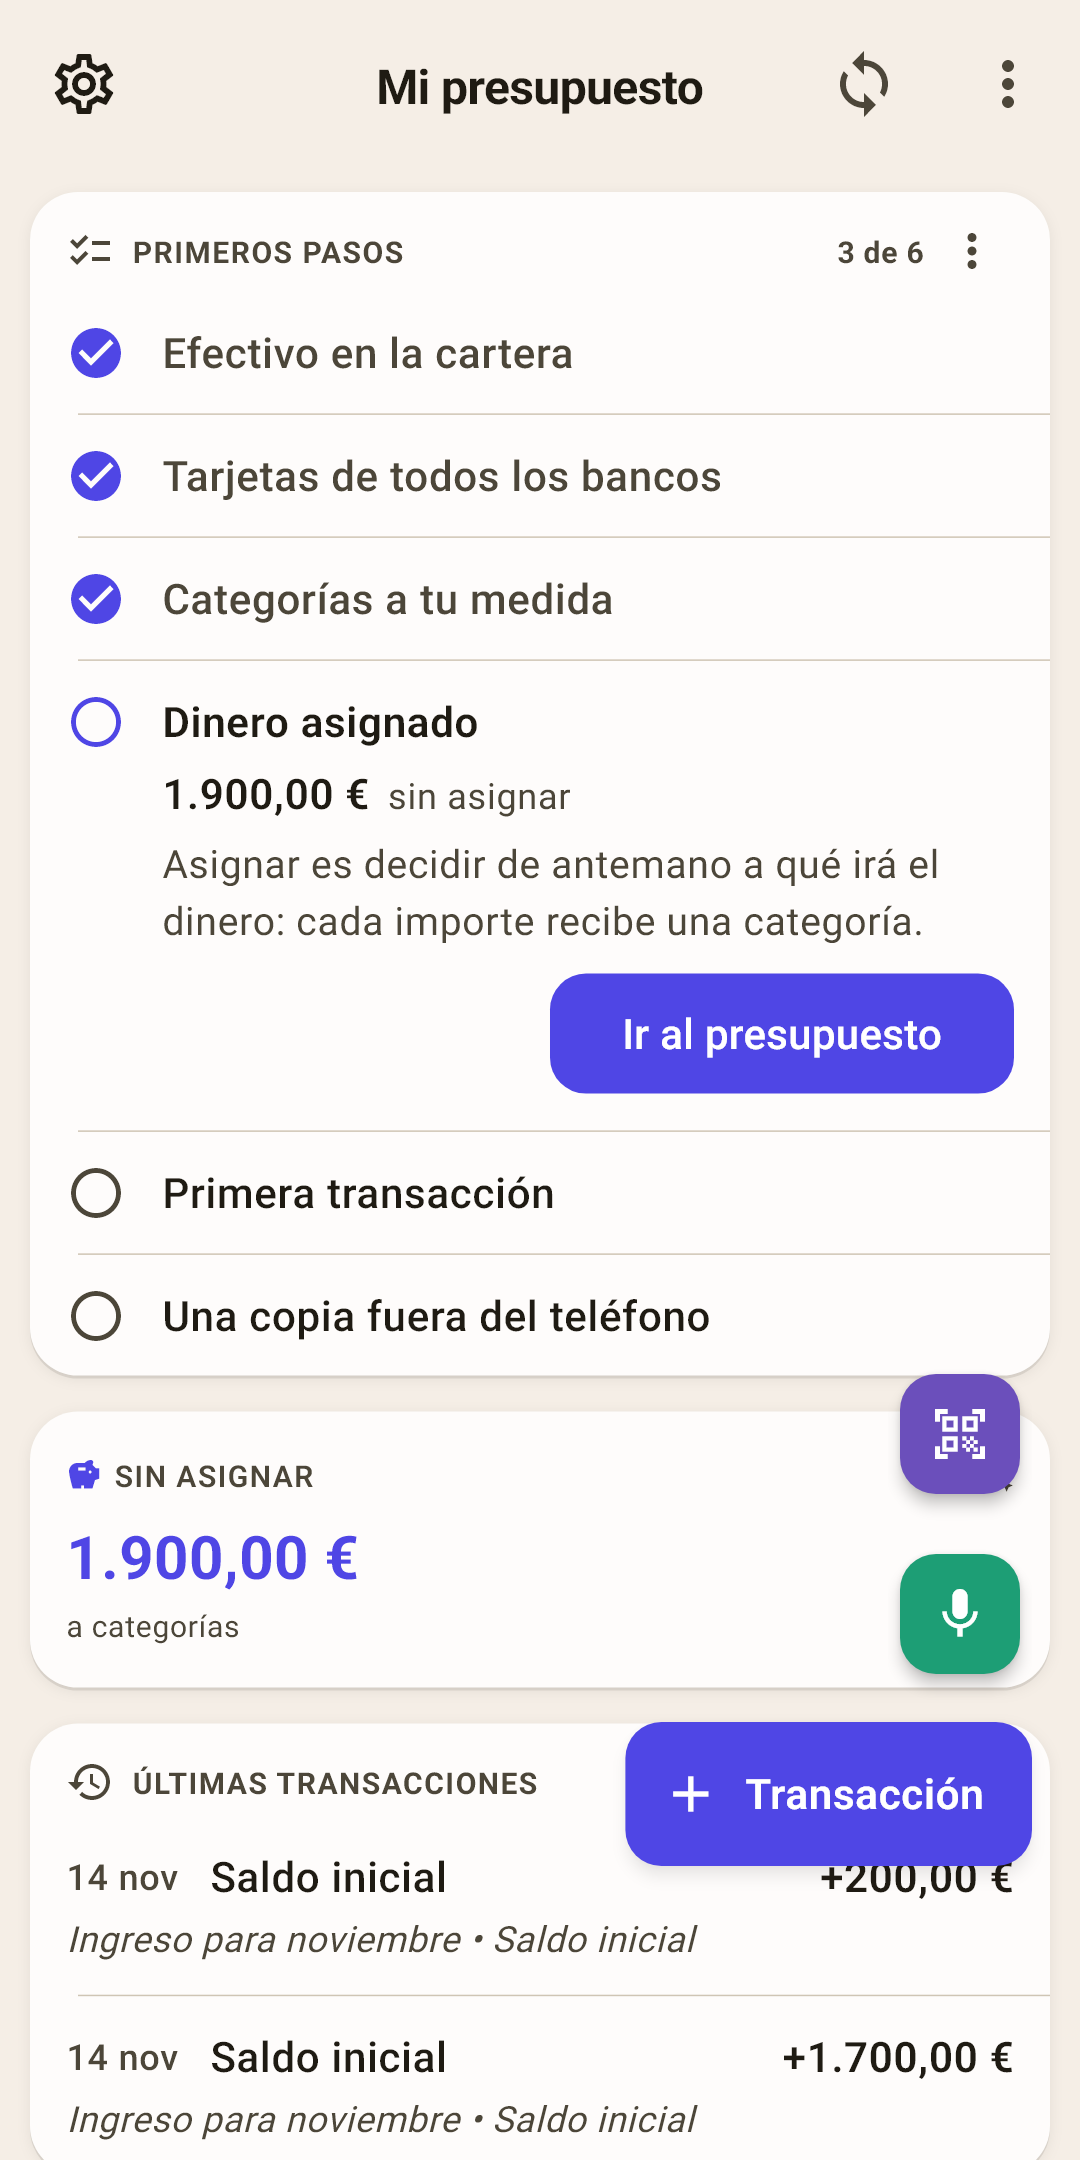 Mi presupuesto
PRIMEROS PASOS
3 de 6
Efectivo en la cartera
Tarjetas de todos los bancos
Categorías a tu medida
Dinero asignado
1.900,00 € sin asignar
Asignar es decidir de antemano a qué irá el
dinero: cada importe recibe una categoría.
Ir al presupuesto
Primera transacción
Una copia fuera del teléfono
SIN ASIGNAR
1.900,00 €
a categorías
ÚLTIMAS TRANSACCIONES
Transacción
14 nov Saldo inicial +200,00 €
Ingreso para noviembre • Saldo inicial
14 nov Saldo inicial +1.700,00 €
Ingreso para noviembre • Saldo inicial